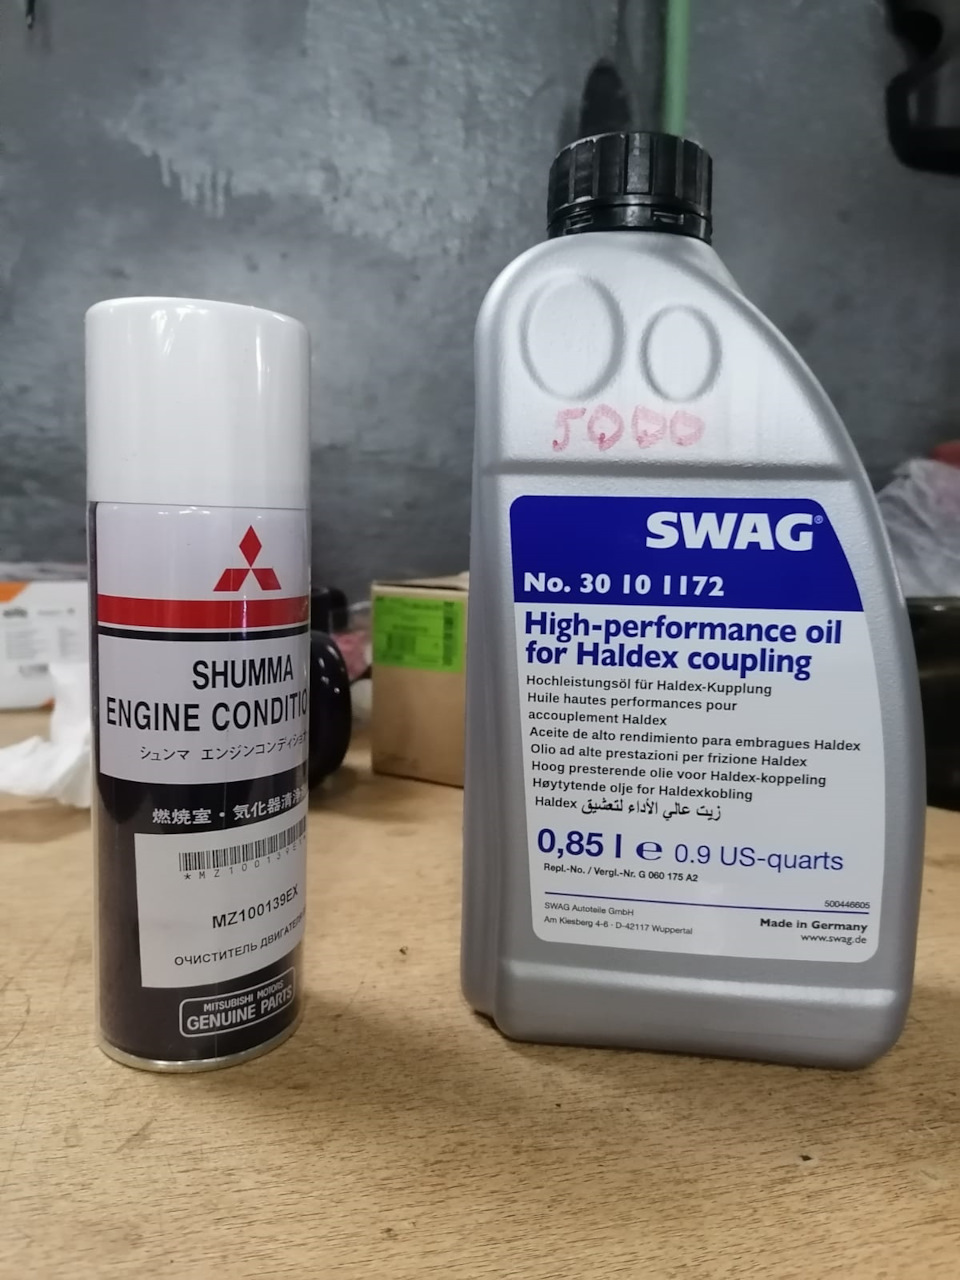 SHUMMA
ENGINE CONDITIO
シュンマ エンジンコンディショナ
燃焼室・気化器清浄
*MZ100139EX
MZ100139EX
ОЧИСТИТЕЛЬ ДВИГАТЕЛ
MITSUBISHI MOTORS
GENUINE PARTS
5000
SWAG®
No. 30 10 1172
High-performance oil
for Haldex coupling
Hochleistungsöl für Haldex-Kupplung
Huile hautes performances pour
accouplement Haldex
Aceite de alto rendimiento para embragues Haldex
Olio ad alte prestazioni per frizione Haldex
Hoog presterende olie voor Haldex-koppeling
Høytytende olje for Haldexkobling
زيت عالي الأداء لتعشيق Haldex
0,85 l ℮ 0.9 US-quarts
Repl.-No. / Vergl.-Nr. G 060 175 A2
500446605
SWAG Autoteile GmbH
Am Kiesberg 4-6 · D-42117 Wuppertal
Made in Germany
www.swag.de